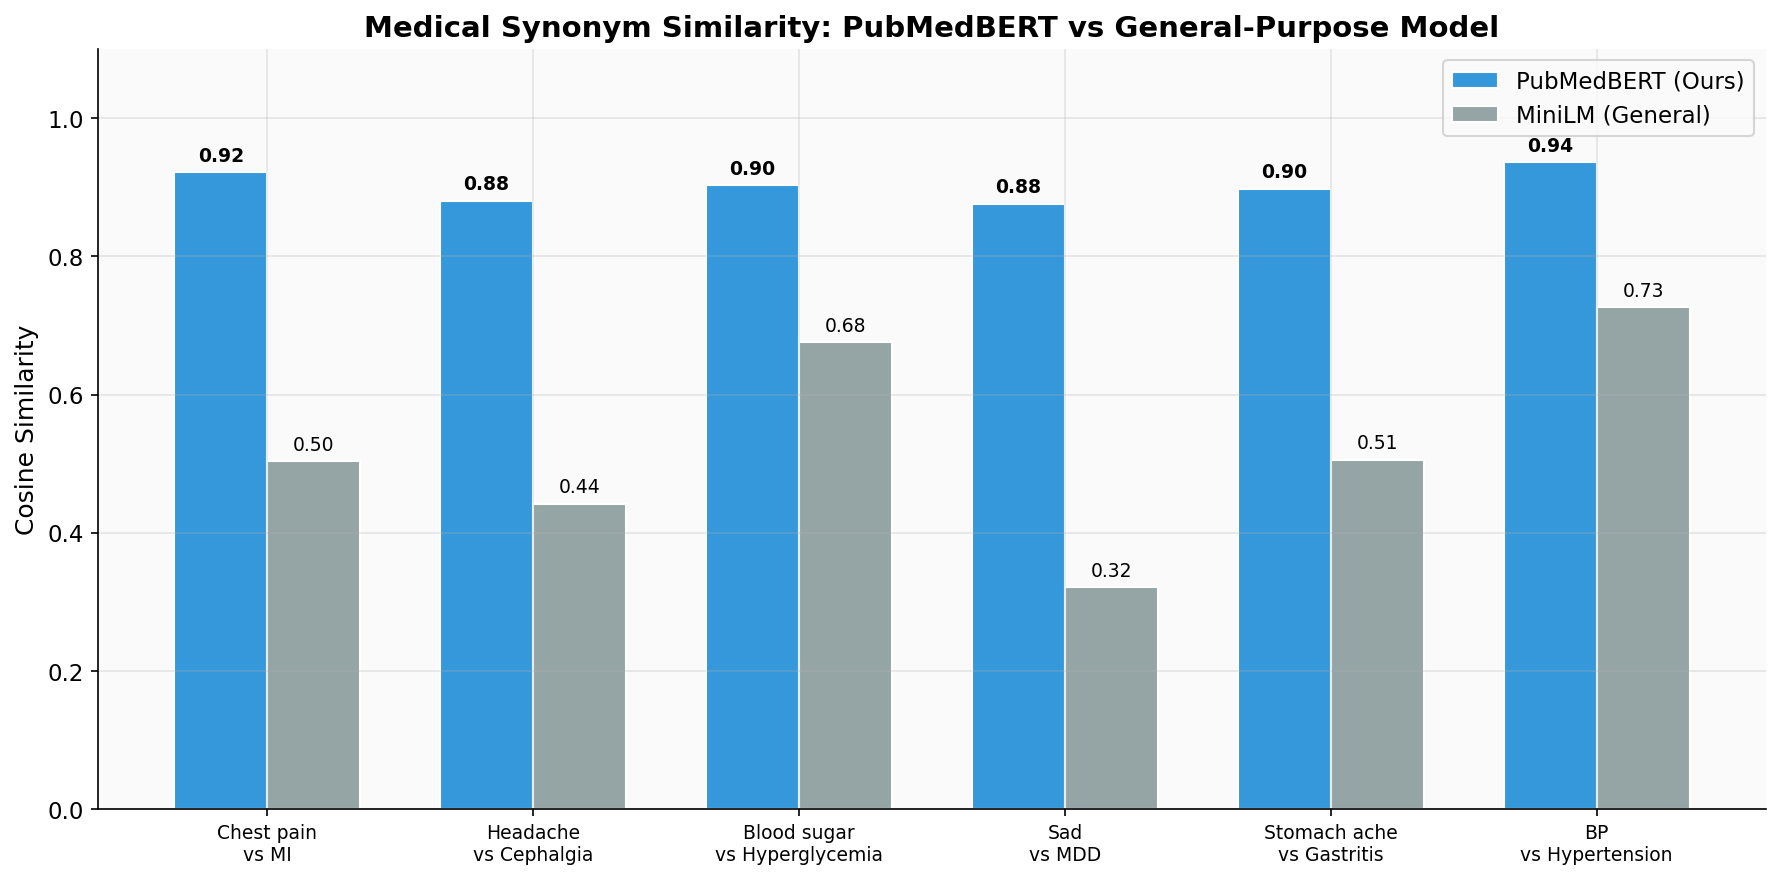 Medical Synonym Similarity: PubMedBERT vs General-Purpose Model
PubMedBERT (Ours)
MiniLM (General)
Cosine Similarity
1.0
0.8
0.6
0.4
0.2
0.0
0.92
0.50
0.88
0.44
0.90
0.68
0.88
0.32
0.90
0.51
0.94
0.73
Chest pain
vs MI
Headache
vs Cephalgia
Blood sugar
vs Hyperglycemia
Sad
vs MDD
Stomach ache
vs Gastritis
BP
vs Hypertension